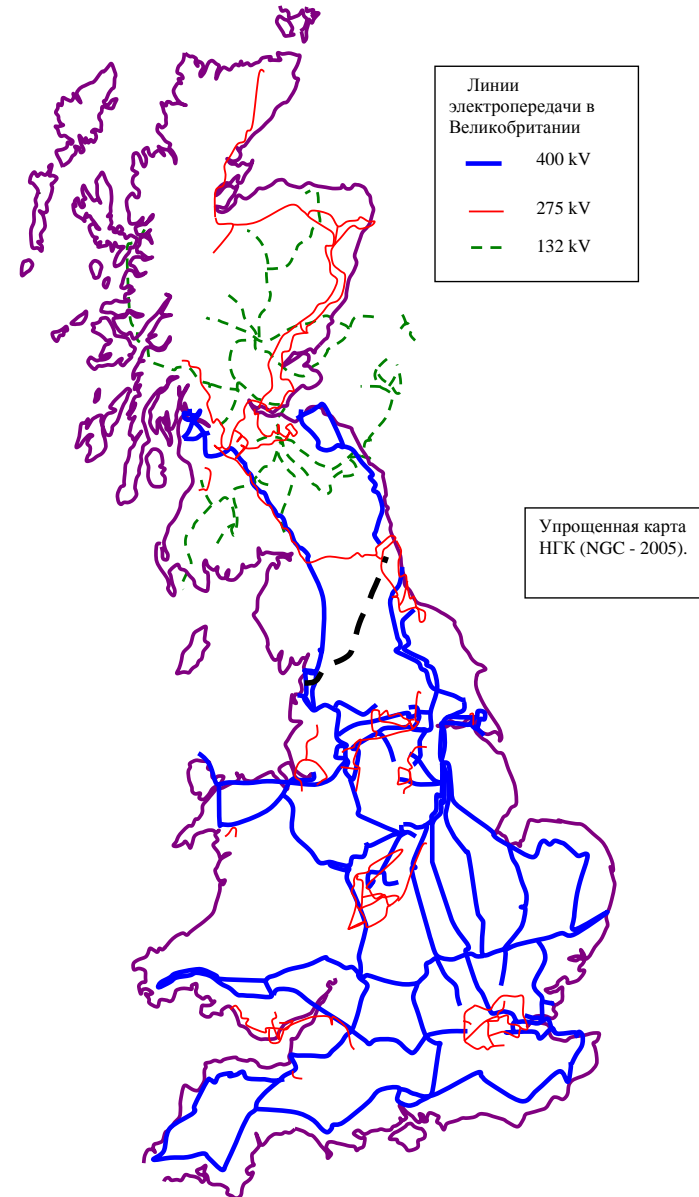 Линии
электропередачи в
Великобритании
400 kV
275 kV
132 kV
Упрощенная карта
НГК (NGC - 2005).